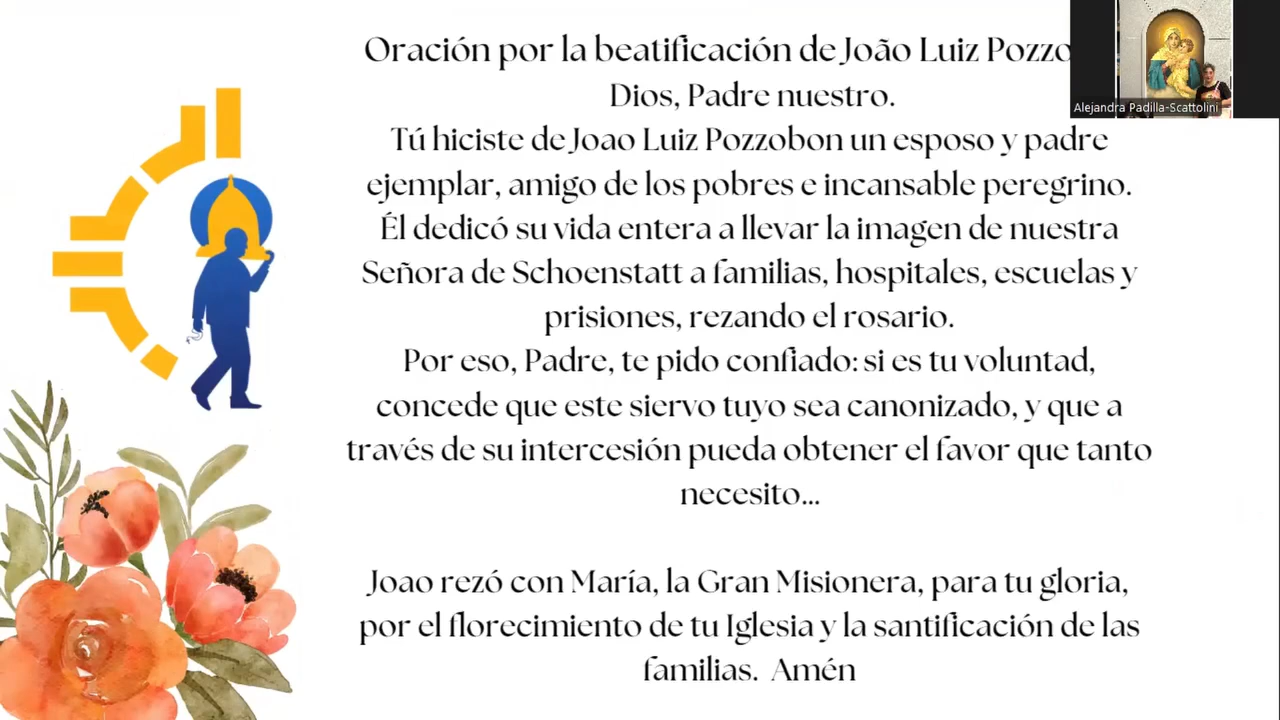 Oración por la beatificación de João Luiz
Dios, Padre nuestro.
Tú hiciste de Joao Luiz Pozzobon un esposo y padre
ejemplar, amigo de los pobres e incansable peregrino.
Él dedicó su vida entera a llevar la imagen de nuestra
Señora de Schoenstatt a familias, hospitales, escuelas y
prisiones, rezando el rosario.
Por eso, Padre, te pido confiado: si es tu voluntad,
concede que este siervo tuyo sea canonizado, y que a
través de su intercesión pueda obtener el favor que tanto
necesito...
Joao rezó con María, la Gran Misionera, para tu gloria,
por el florecimiento de tu Iglesia y la santificación de las
familias. Amén
Alejandra Padilla-Scattolini